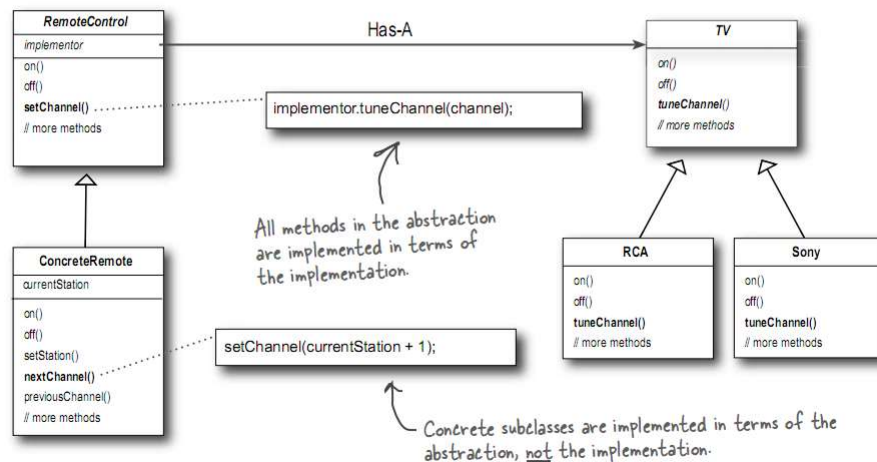 RemoteControl
implementor
on()
off()
setChannel()
// more methods
Has-A
TV
on()
off()
tuneChannel()
// more methods
implementor.tuneChannel(channel);
All methods in the abstraction
are implemented in terms of
the implementation.
ConcreteRemote
currentStation
on()
off()
setStation()
nextChannel()
previousChannel()
// more methods
setChannel(currentStation + 1);
RCA
on()
off()
tuneChannel()
// more methods
Sony
on()
off()
tuneChannel()
// more methods
Concrete subclasses are implemented in terms of the
abstraction, not the implementation.